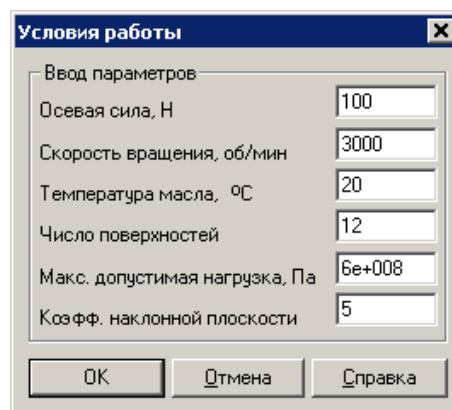 Условия работы
Ввод параметров
Осевая сила, Н 100
Скорость вращения, об/мин 3000
Температура масла, ºС 20
Число поверхностей 12
Макс. допустимая нагрузка, Па 6e+008
Коэфф. наклонной плоскости 5
OK Отмена Справка